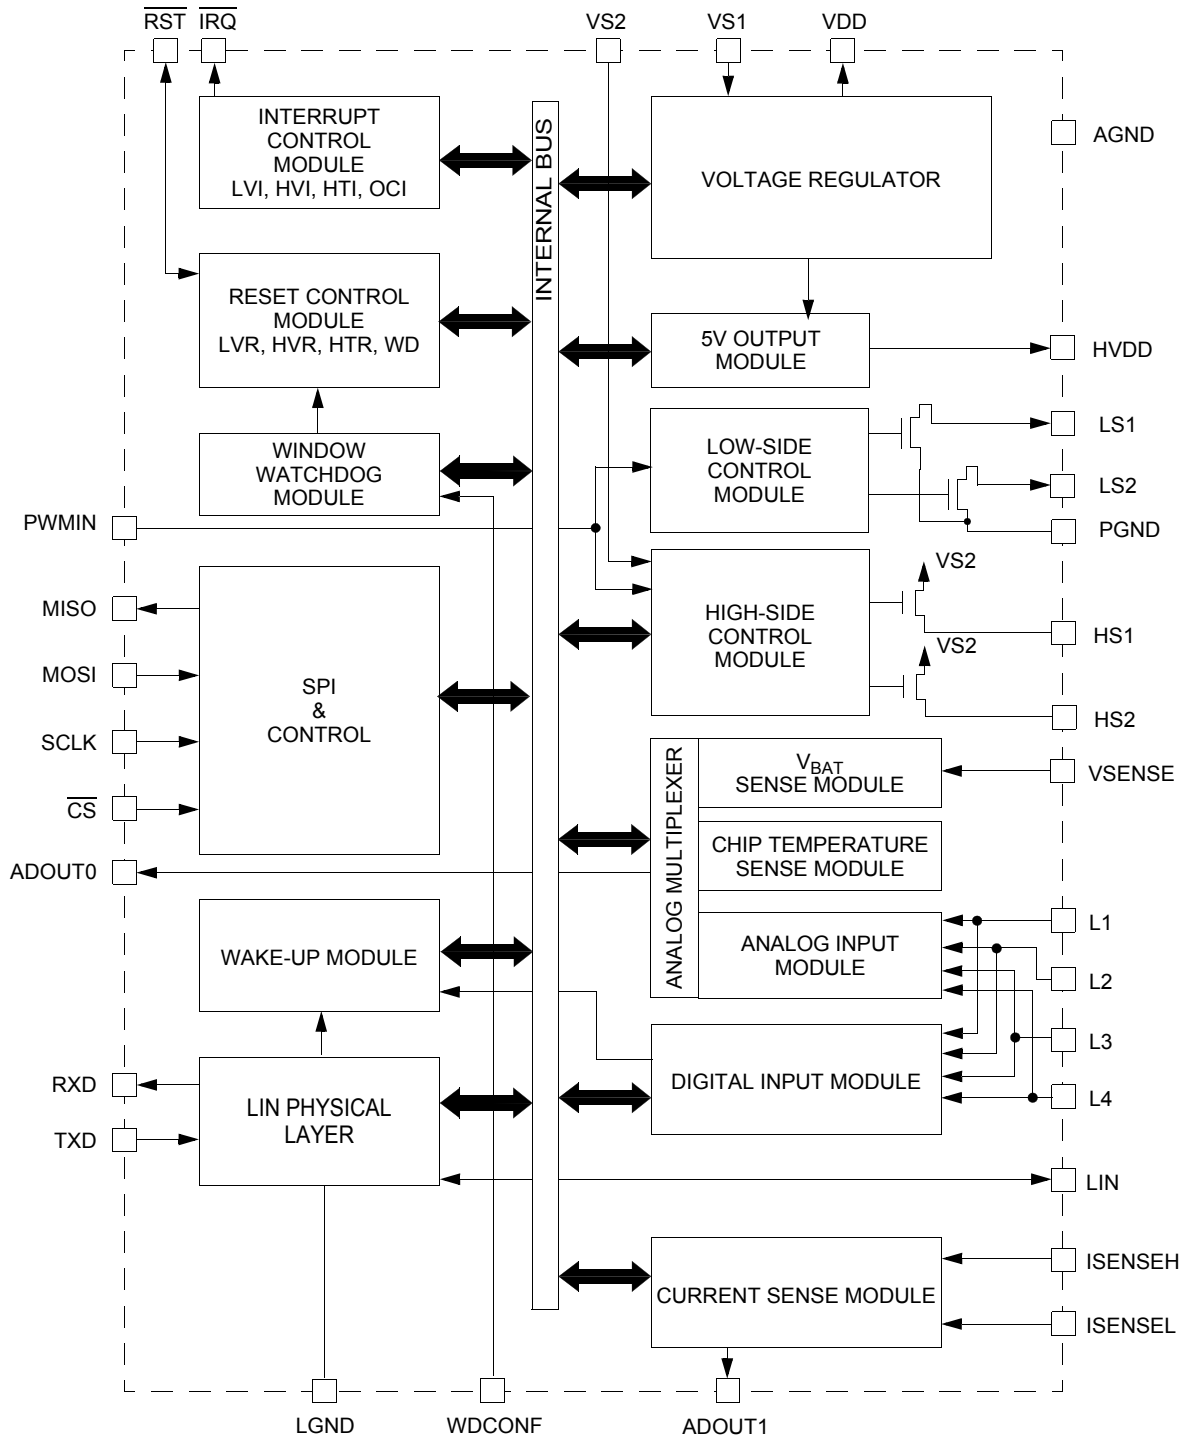 RST IRQ VS2 VS1 VDD
AGND
INTERRUPT
CONTROL
MODULE
LVI, HVI, HTI, OCI
INTERNAL BUS
VOLTAGE REGULATOR
RESET CONTROL
MODULE
LVR, HVR, HTR, WD
5V OUTPUT
MODULE
HVDD
WINDOW
WATCHDOG
MODULE
LOW-SIDE
CONTROL
MODULE
LS1
LS2
PGND
PWMIN
MISO
MOSI
SCLK
CS
SPI
&
CONTROL
HIGH-SIDE
CONTROL
MODULE
VS2
HS1
VS2
HS2
ANALOG MULTIPLEXER
VBAT
SENSE MODULE
VSENSE
CHIP TEMPERATURE
SENSE MODULE
ADOUT0
ANALOG INPUT
MODULE
L1
L2
L3
L4
WAKE-UP MODULE
DIGITAL INPUT MODULE
RXD
TXD
LIN PHYSICAL
LAYER
LIN
CURRENT SENSE MODULE
ISENSEH
ISENSEL
LGND WDCONF ADOUT1